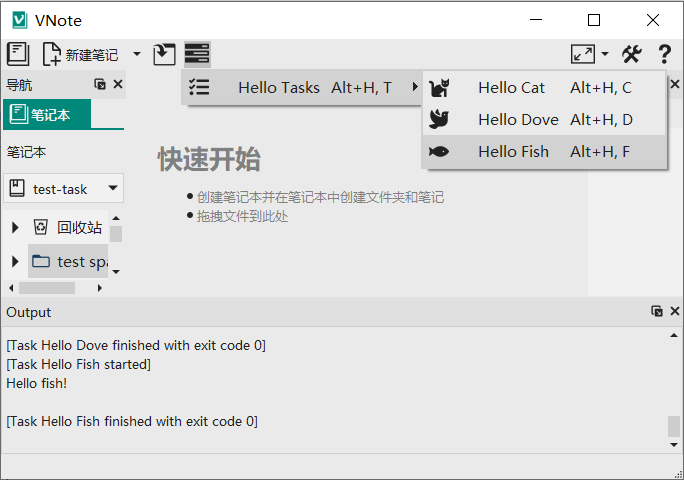 VNote
新建笔记
导航
Hello Tasks Alt+H, T
Hello Cat Alt+H, C
Hello Dove Alt+H, D
Hello Fish Alt+H, F
笔记本
笔记本
test-task
回收站
test spa
快速开始
创建笔记本并在笔记本中创建文件夹和笔记
拖拽文件到此处
Output
[Task Hello Dove finished with exit code 0]
[Task Hello Fish started]
Hello fish!
[Task Hello Fish finished with exit code 0]